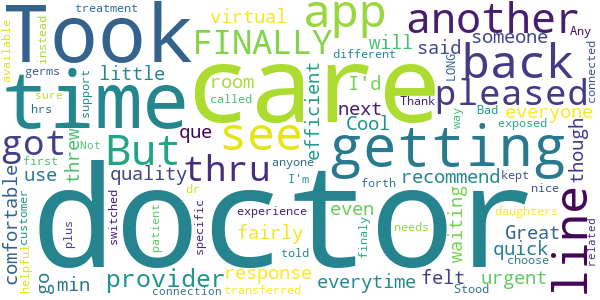 treatment
Took
app
another
available
instead
virtual
FINALLY
will
said
someone
back
different
connected
Any
germs
little
room
I'd
time
care
called
LONG
Thank
pleased
sure
hrs
support
efficient
next
Cool
everyone
got
But
que
see
way
Bad
exposed
line
though
threw
Not
thru
getting
comfortable
use
quality
anyone
I'm
forth
recommend
kept
nice
first
dr
doctor
even
waiting
needs
daughters
plus
switched
patient
specific
experience
fairly
Great
quick
choose
related
helpful
customer
go
min
provider
response
told
finaly
everytime
felt
urgent
connection
transferred
Stood